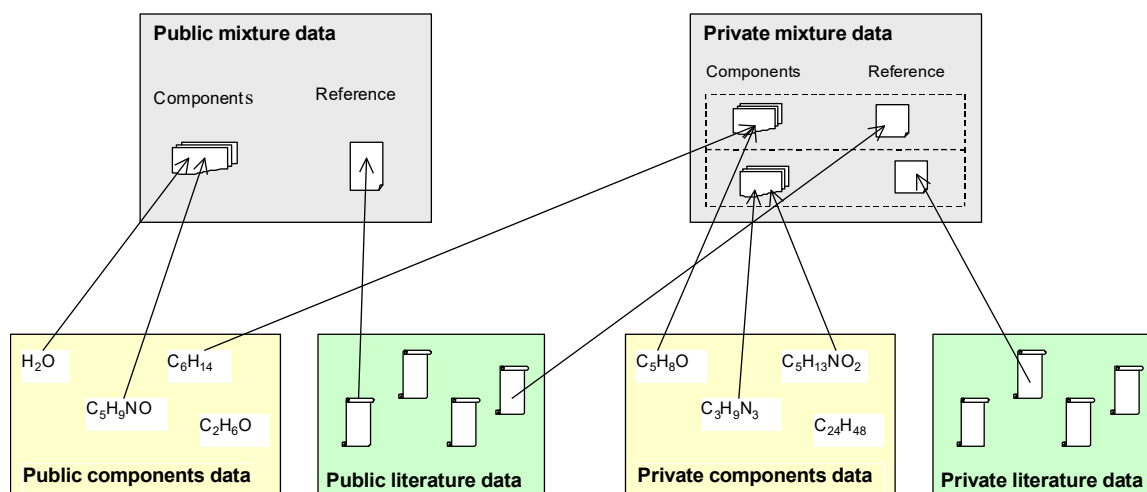 Public mixture data
Private mixture data
Components
Reference
Components
Reference
H₂O
C₆H₁₄
C₅H₉NO
C₂H₆O
Public components data
Public literature data
C₅H₈O
C₅H₁₃NO₂
C₃H₉N₃
C₂₄H₄₈
Private components data
Private literature data